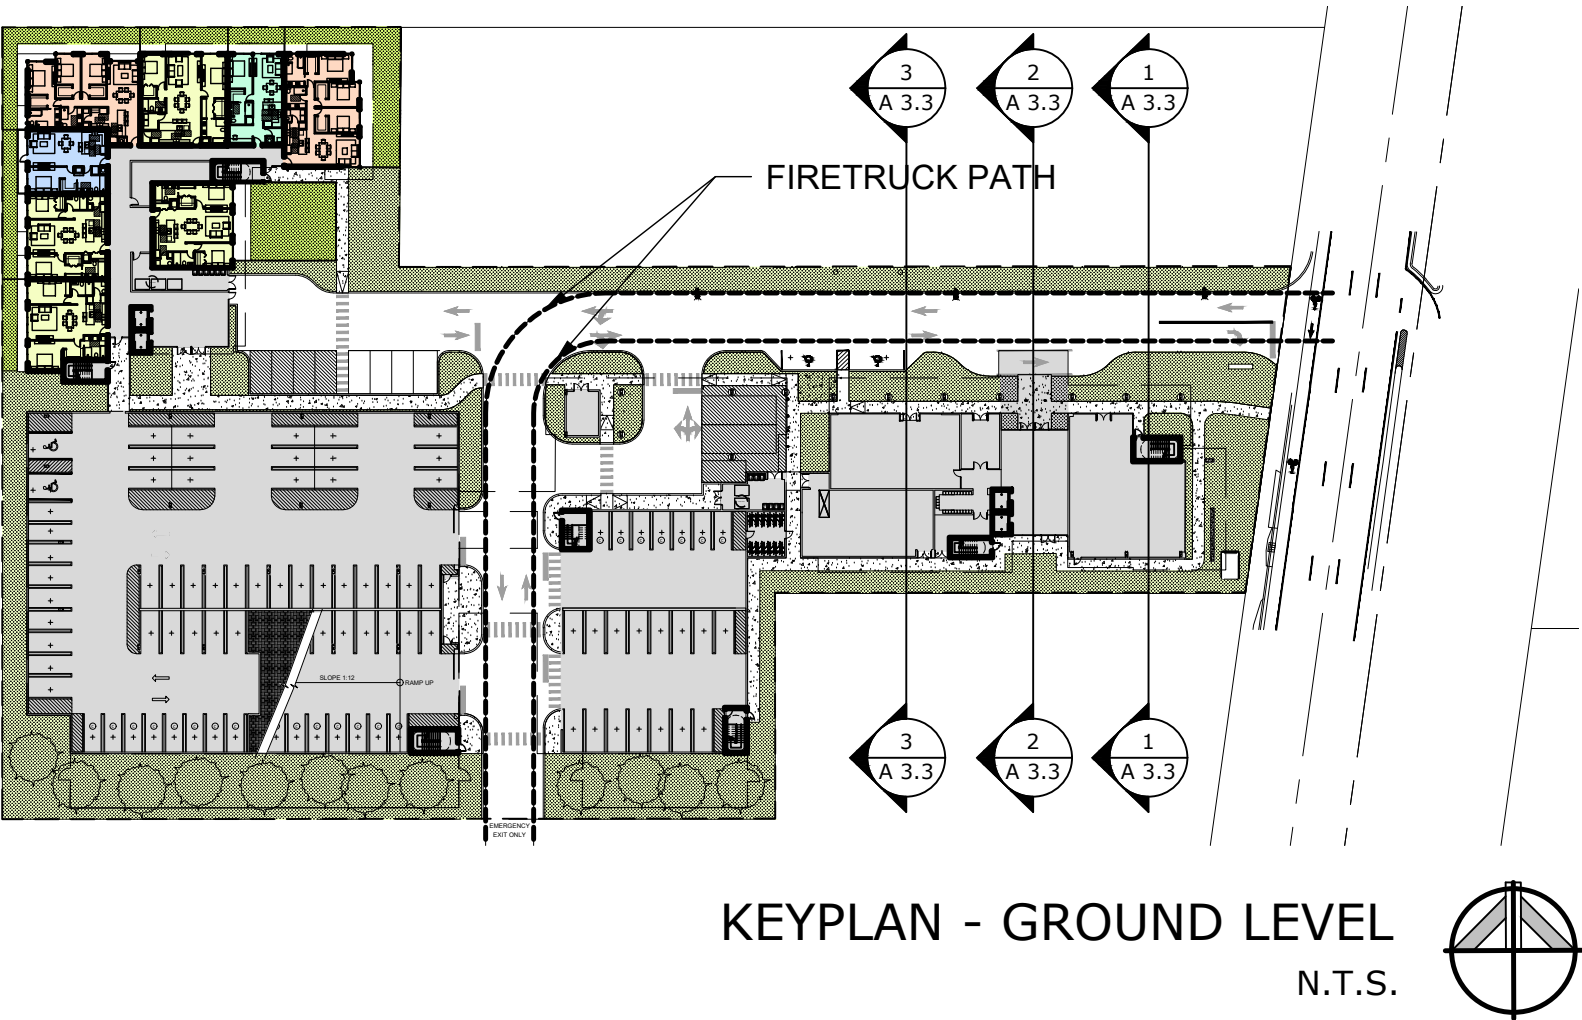 3
A 3.3
2
A 3.3
1
A 3.3
FIRETRUCK PATH
SLOPE 1:12
RAMP UP
3
A 3.3
2
A 3.3
1
A 3.3
EMERGENCY
EXIT ONLY
KEYPLAN - GROUND LEVEL
N.T.S.